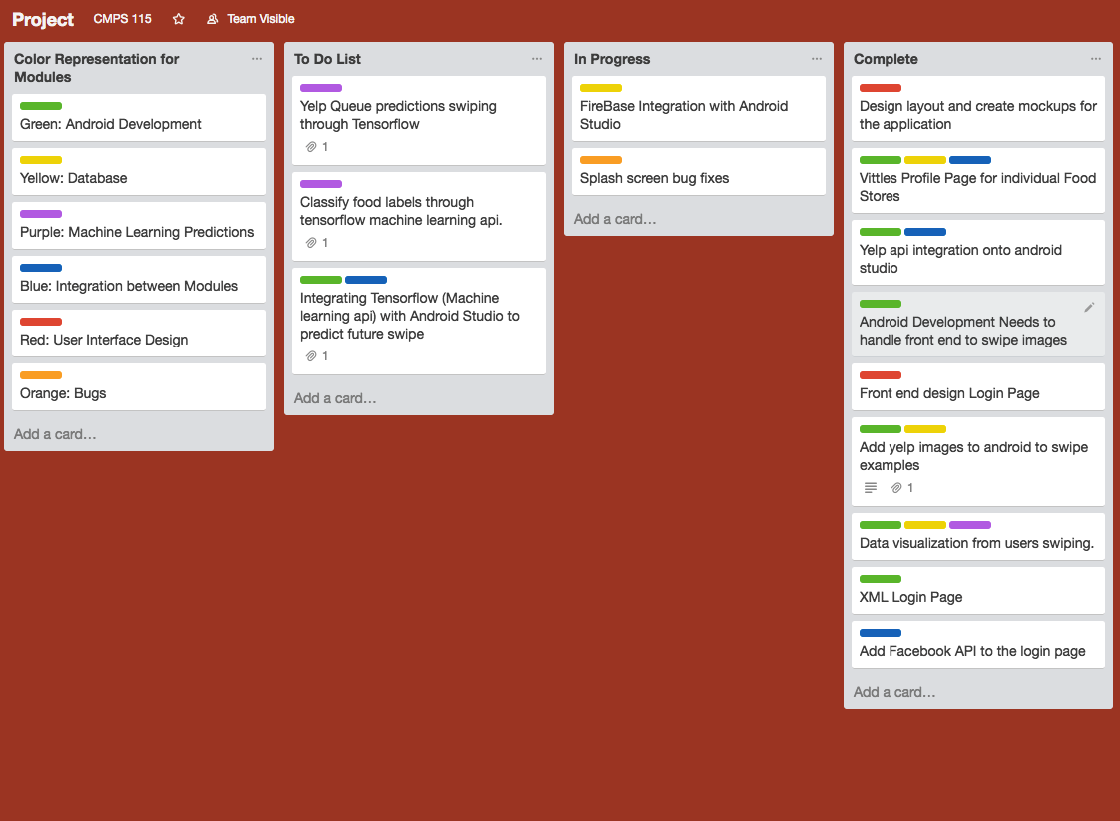 Project CMPS 115 Team Visible
Color Representation for
Modules
Green: Android Development
Yellow: Database
Purple: Machine Learning Predictions
Blue: Integration between Modules
Red: User Interface Design
Orange: Bugs
Add a card…
To Do List
Yelp Queue predictions swiping
through Tensorflow
1
Classify food labels through
tensorflow machine learning api.
1
Integrating Tensorflow (Machine
learning api) with Android Studio to
predict future swipe
1
Add a card…
In Progress
FireBase Integration with Android
Studio
Splash screen bug fixes
Add a card…
Complete
Design layout and create mockups for
the application
Vittles Profile Page for individual Food
Stores
Yelp api integration onto android
studio
Android Development Needs to
handle front end to swipe images
Front end design Login Page
Add yelp images to android to swipe
examples
1
Data visualization from users swiping.
XML Login Page
Add Facebook API to the login page
Add a card…